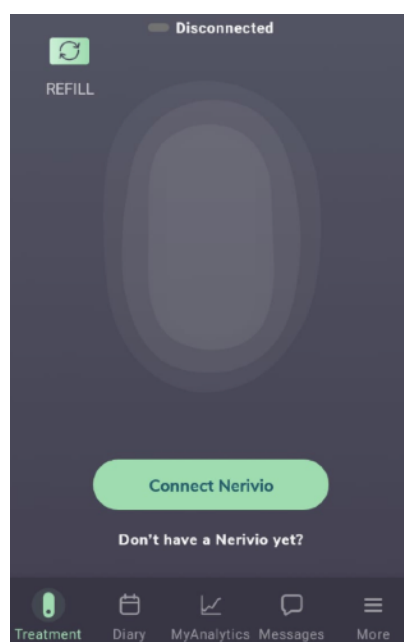 Disconnected
REFILL
Connect Nerivio
Don't have a Nerivio yet?
Treatment Diary MyAnalytics Messages More